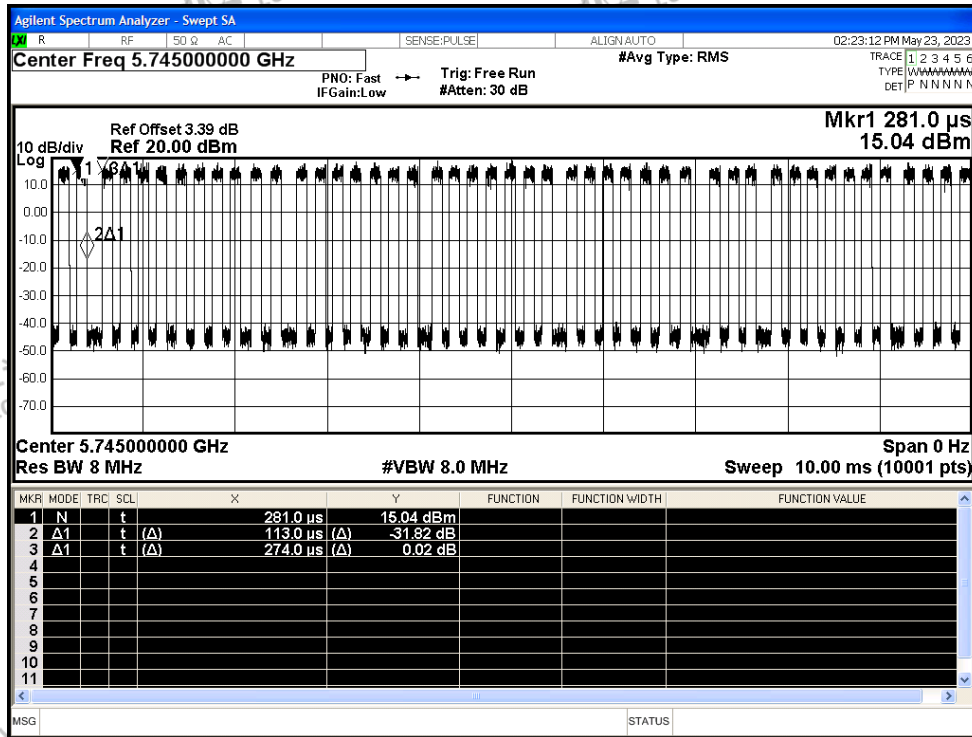 Agilent Spectrum Analyzer - Swept SA
LXI R RF 50 Ω AC SENSE:PULSE ALIGN AUTO 02:23:12 PM May 23, 2023
Center Freq 5.745000000 GHz #Avg Type: RMS TRACE 1 2 3 4 5 6
PNO: Fast Trig: Free Run TYPE WWWWWW
IFGain:Low #Atten: 30 dB DET P N N N N N
Mkr1 281.0 µs
Ref Offset 3.39 dB
10 dB/div Ref 20.00 dBm 15.04 dBm
Log
1 3Δ1
10.0
0.00
2Δ1
-10.0
-20.0
-30.0
-40.0
-50.0
-60.0
-70.0
Center 5.745000000 GHz Span 0 Hz
Res BW 8 MHz #VBW 8.0 MHz Sweep 10.00 ms (10001 pts)
MKR MODE TRC SCL X Y FUNCTION FUNCTION WIDTH FUNCTION VALUE
1 N t 281.0 µs 15.04 dBm
2 Δ1 t (Δ) 113.0 µs (Δ) -31.82 dB
3 Δ1 t (Δ) 274.0 µs (Δ) 0.02 dB
4
5
6
7
8
9
10
11
MSG STATUS